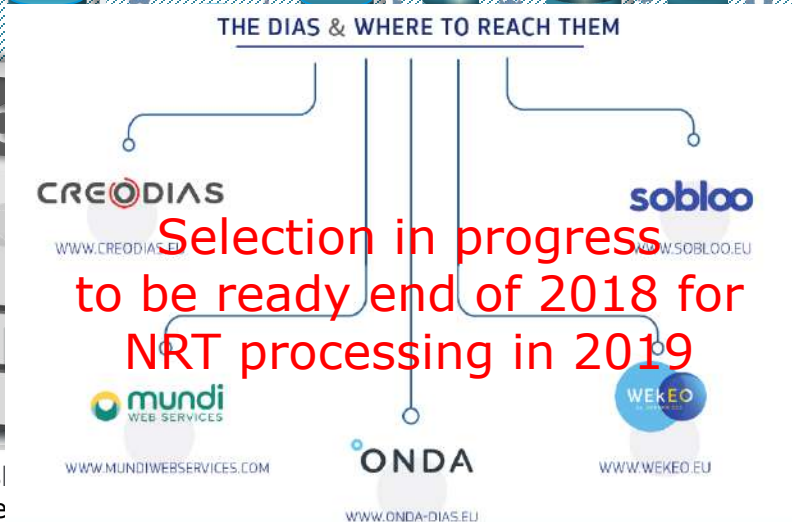 THE DIAS & WHERE TO REACH THEM
CREODIAS
sobloo
WWW.CREODIAS.EU
WWW.SOBLOO.EU
Selection in progress
to be ready end of 2018 for
NRT processing in 2019
mundi
WEB SERVICES
WEkEO
WWW.MUNDIWEBSERVICES.COM
ONDA
WWW.WEKEO.EU
WWW.ONDA-DIAS.EU